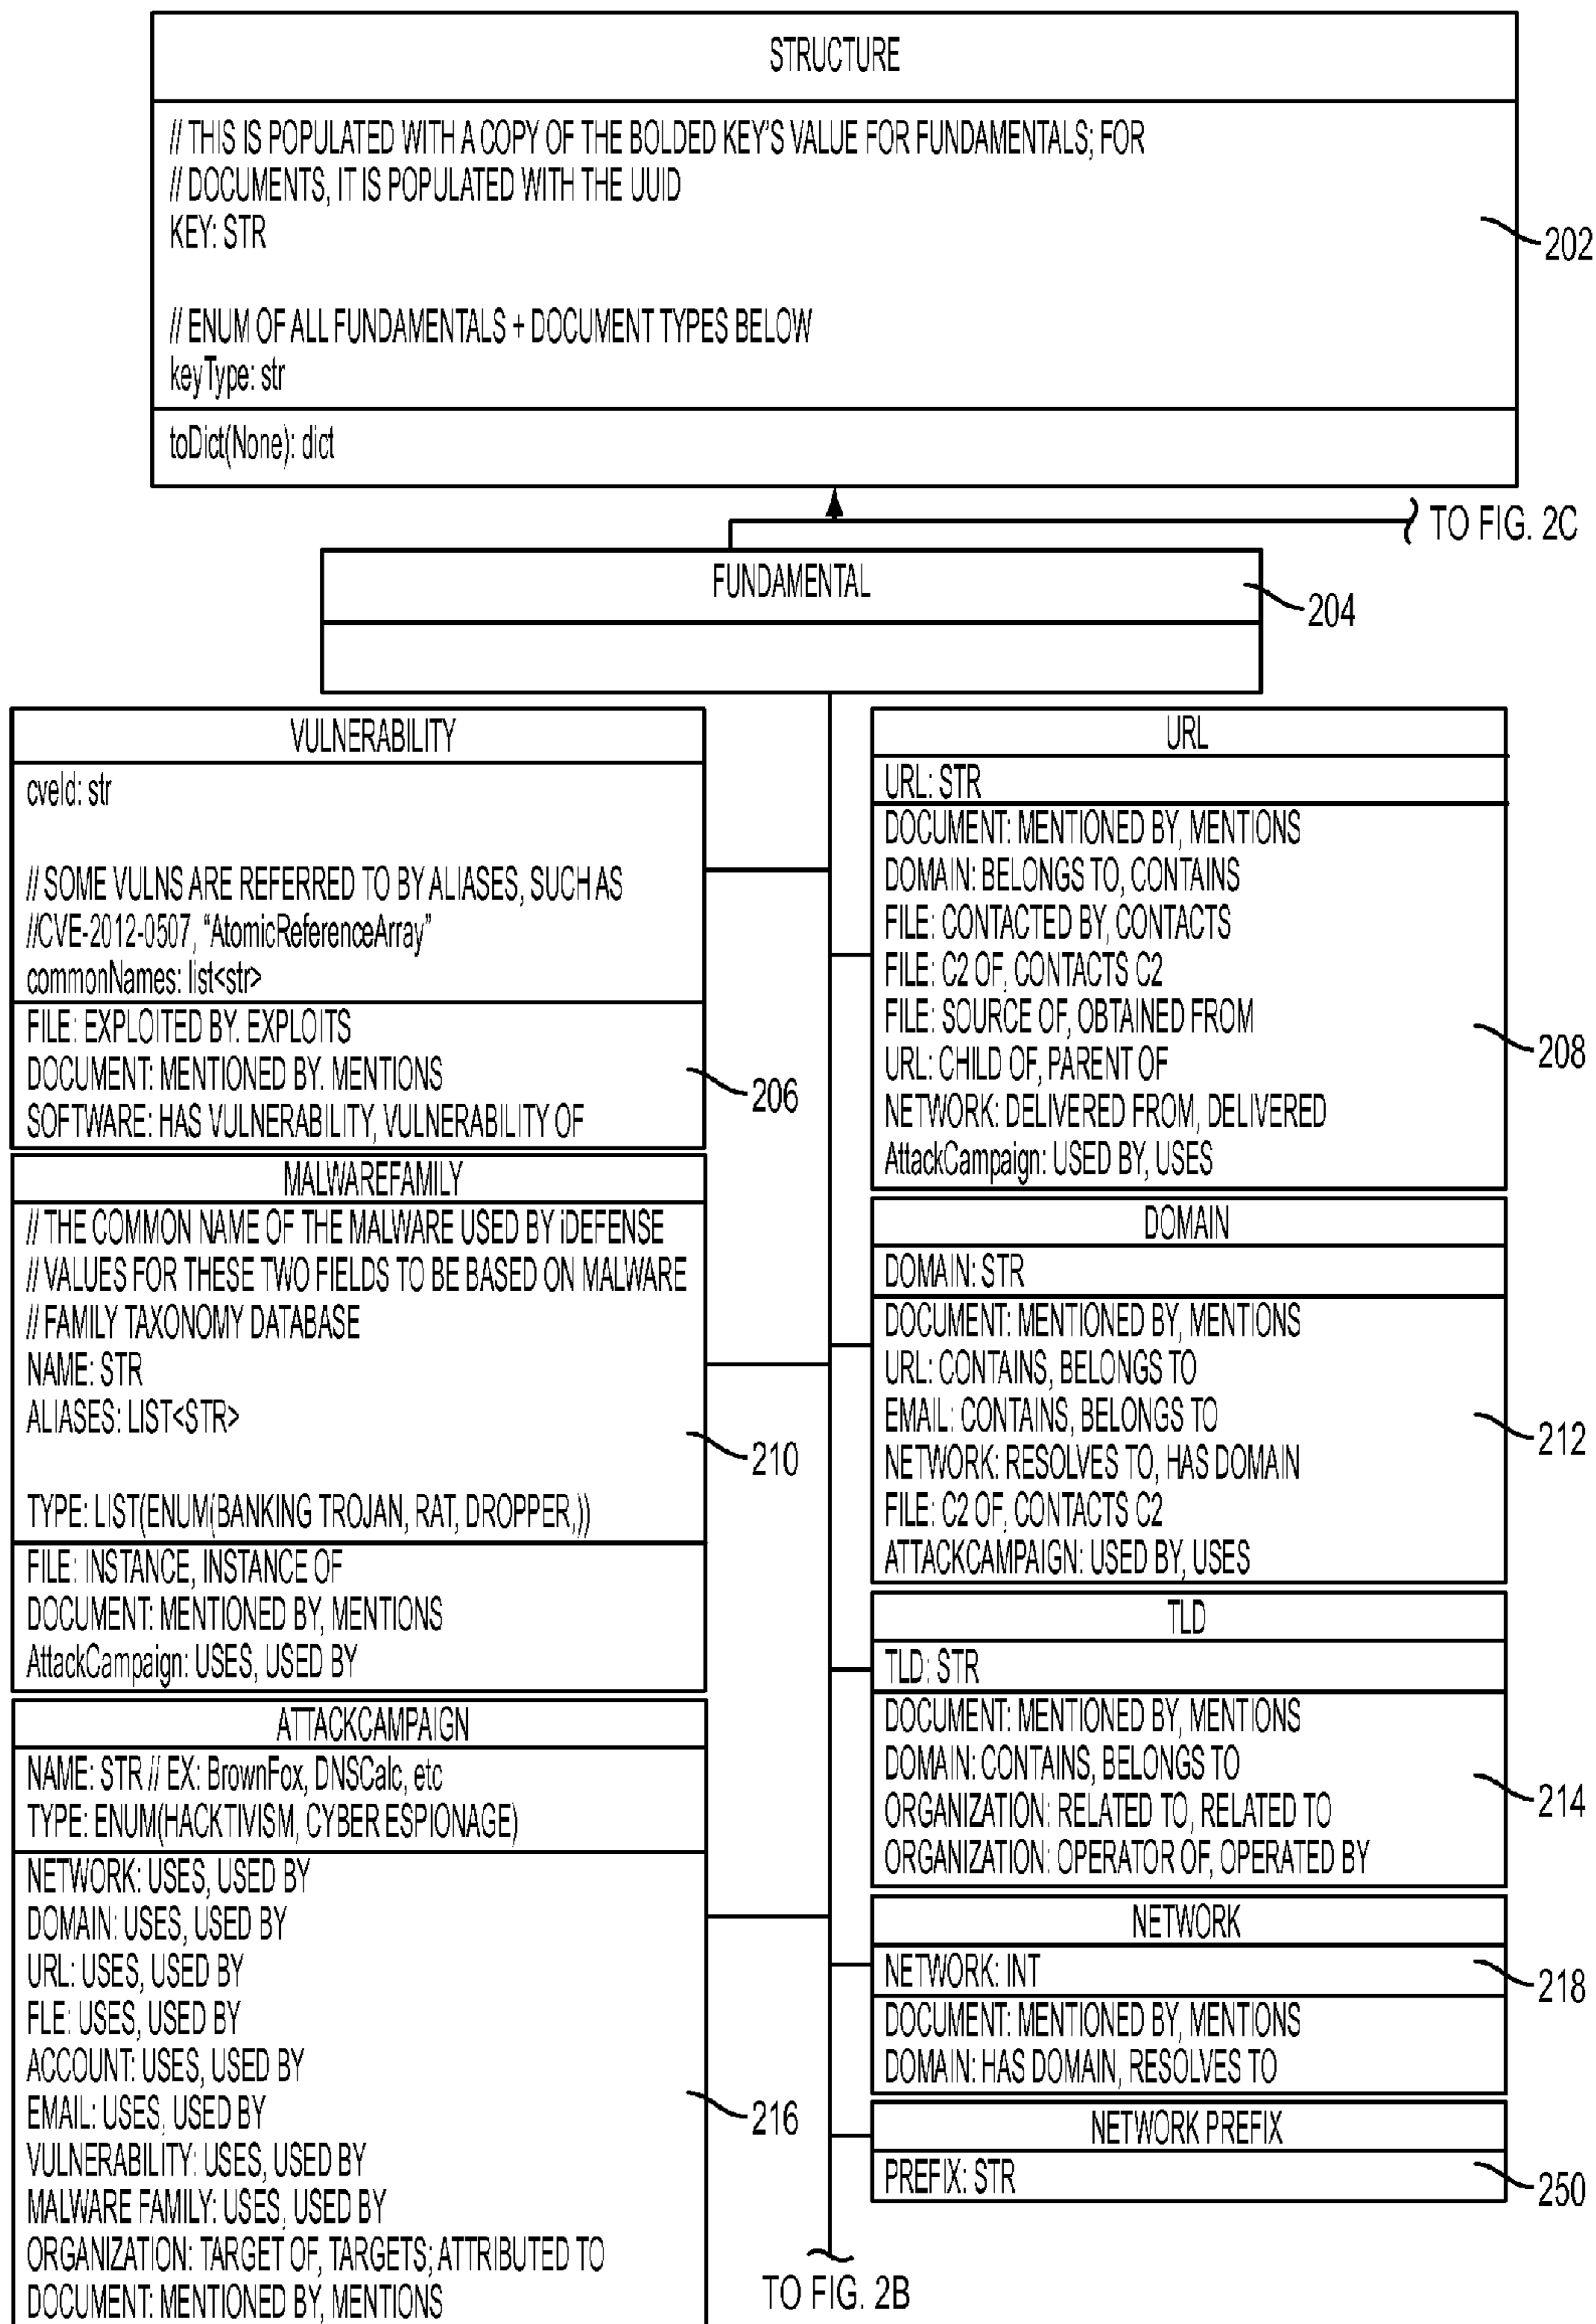 STRUCTURE
// THIS IS POPULATED WITH A COPY OF THE BOLDED KEY'S VALUE FOR FUNDAMENTALS; FOR
// DOCUMENTS, IT IS POPULATED WITH THE UUID
KEY: STR
// ENUM OF ALL FUNDAMENTALS + DOCUMENT TYPES BELOW
keyType: str
toDict(None): dict
202
TO FIG. 2C
FUNDAMENTAL
204
VULNERABILITY
cveId: str
// SOME VULNS ARE REFERRED TO BY ALIASES, SUCH AS
//CVE-2012-0507, "AtomicReferenceArray"
commonNames: list<str>
FILE: EXPLOITED BY. EXPLOITS
DOCUMENT: MENTIONED BY. MENTIONS
SOFTWARE: HAS VULNERABILITY, VULNERABILITY OF
206
MALWAREFAMILY
// THE COMMON NAME OF THE MALWARE USED BY iDEFENSE
// VALUES FOR THESE TWO FIELDS TO BE BASED ON MALWARE
// FAMILY TAXONOMY DATABASE
NAME: STR
ALIASES: LIST<STR>
TYPE: LIST(ENUM(BANKING TROJAN, RAT, DROPPER,))
FILE: INSTANCE, INSTANCE OF
DOCUMENT: MENTIONED BY, MENTIONS
AttackCampaign: USES, USED BY
210
ATTACKCAMPAIGN
NAME: STR // EX: BrownFox, DNSCalc, etc
TYPE: ENUM(HACKTIVISM, CYBER ESPIONAGE)
NETWORK: USES, USED BY
DOMAIN: USES, USED BY
URL: USES, USED BY
FLE: USES, USED BY
ACCOUNT: USES, USED BY
EMAIL: USES, USED BY
VULNERABILITY: USES, USED BY
MALWARE FAMILY: USES, USED BY
ORGANIZATION: TARGET OF, TARGETS; ATTRIBUTED TO
DOCUMENT: MENTIONED BY, MENTIONS
216
URL
URL: STR
DOCUMENT: MENTIONED BY, MENTIONS
DOMAIN: BELONGS TO, CONTAINS
FILE: CONTACTED BY, CONTACTS
FILE: C2 OF, CONTACTS C2
FILE: SOURCE OF, OBTAINED FROM
URL: CHILD OF, PARENT OF
NETWORK: DELIVERED FROM, DELIVERED
AttackCampaign: USED BY, USES
208
DOMAIN
DOMAIN: STR
DOCUMENT: MENTIONED BY, MENTIONS
URL: CONTAINS, BELONGS TO
EMAIL: CONTAINS, BELONGS TO
NETWORK: RESOLVES TO, HAS DOMAIN
FILE: C2 OF, CONTACTS C2
ATTACKCAMPAIGN: USED BY, USES
212
TLD
TLD: STR
DOCUMENT: MENTIONED BY, MENTIONS
DOMAIN: CONTAINS, BELONGS TO
ORGANIZATION: RELATED TO, RELATED TO
ORGANIZATION: OPERATOR OF, OPERATED BY
214
NETWORK
NETWORK: INT
DOCUMENT: MENTIONED BY, MENTIONS
DOMAIN: HAS DOMAIN, RESOLVES TO
218
NETWORK PREFIX
PREFIX: STR
250
TO FIG. 2B